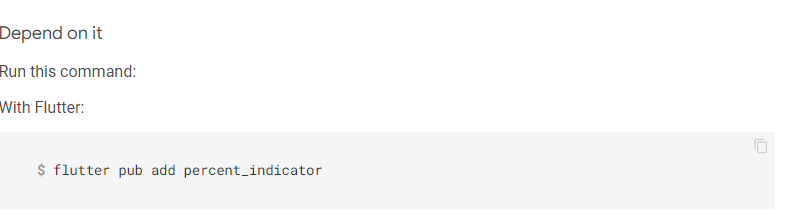 Depend on it
Run this command:
With Flutter:
$ flutter pub add percent_indicator